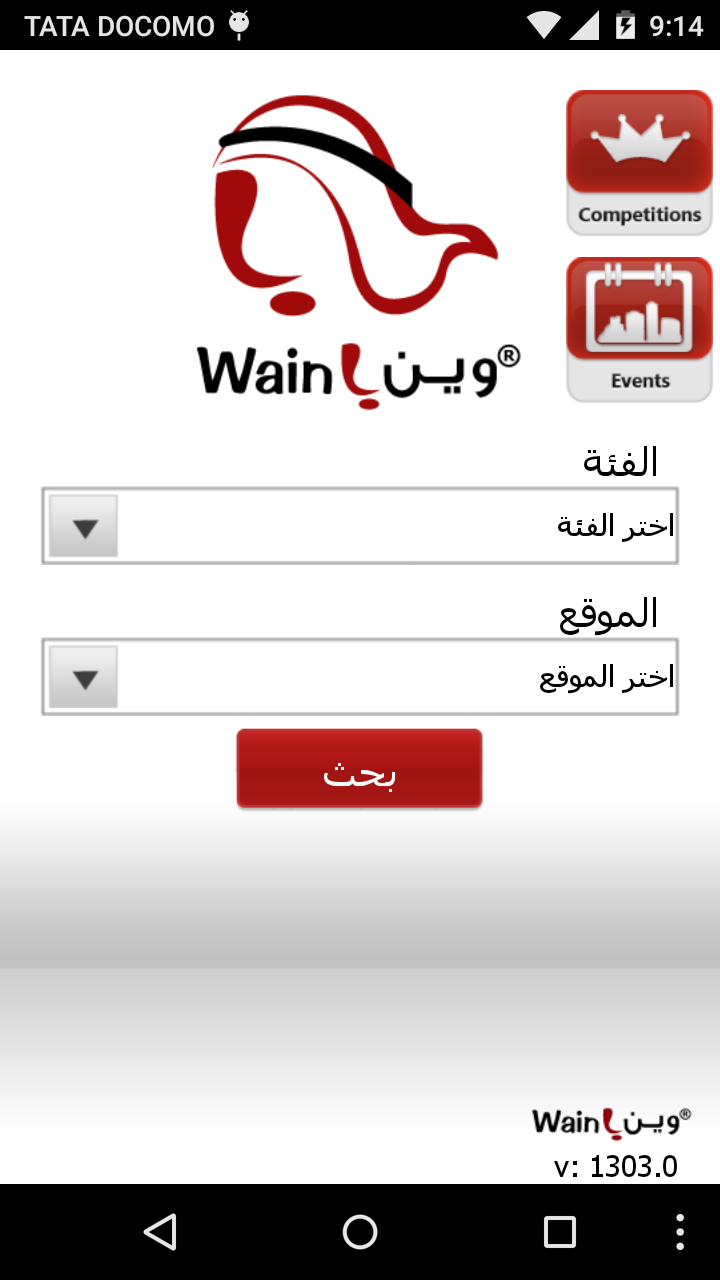 TATA DOCOMO 9:14
Competitions
Wain وين®
Events
الفئة
اختر الفئة
الموقع
اختر الموقع
بحث
Wain وين®
v: 1303.0